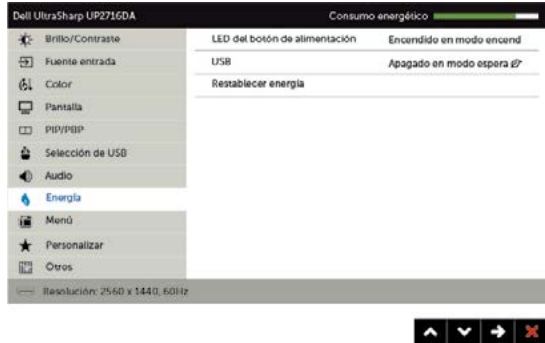 Dell UltraSharp UP2716DA Consumo energético
Brillo/Contraste LED del botón de alimentación Encendido en modo encend
Fuente entrada USB Apagado en modo espera
Color Restablecer energía
Pantalla
PIP/PBP
Selección de USB
Audio
Energía
Menú
Personalizar
Otros
Resolución: 2560 x 1440, 60Hz